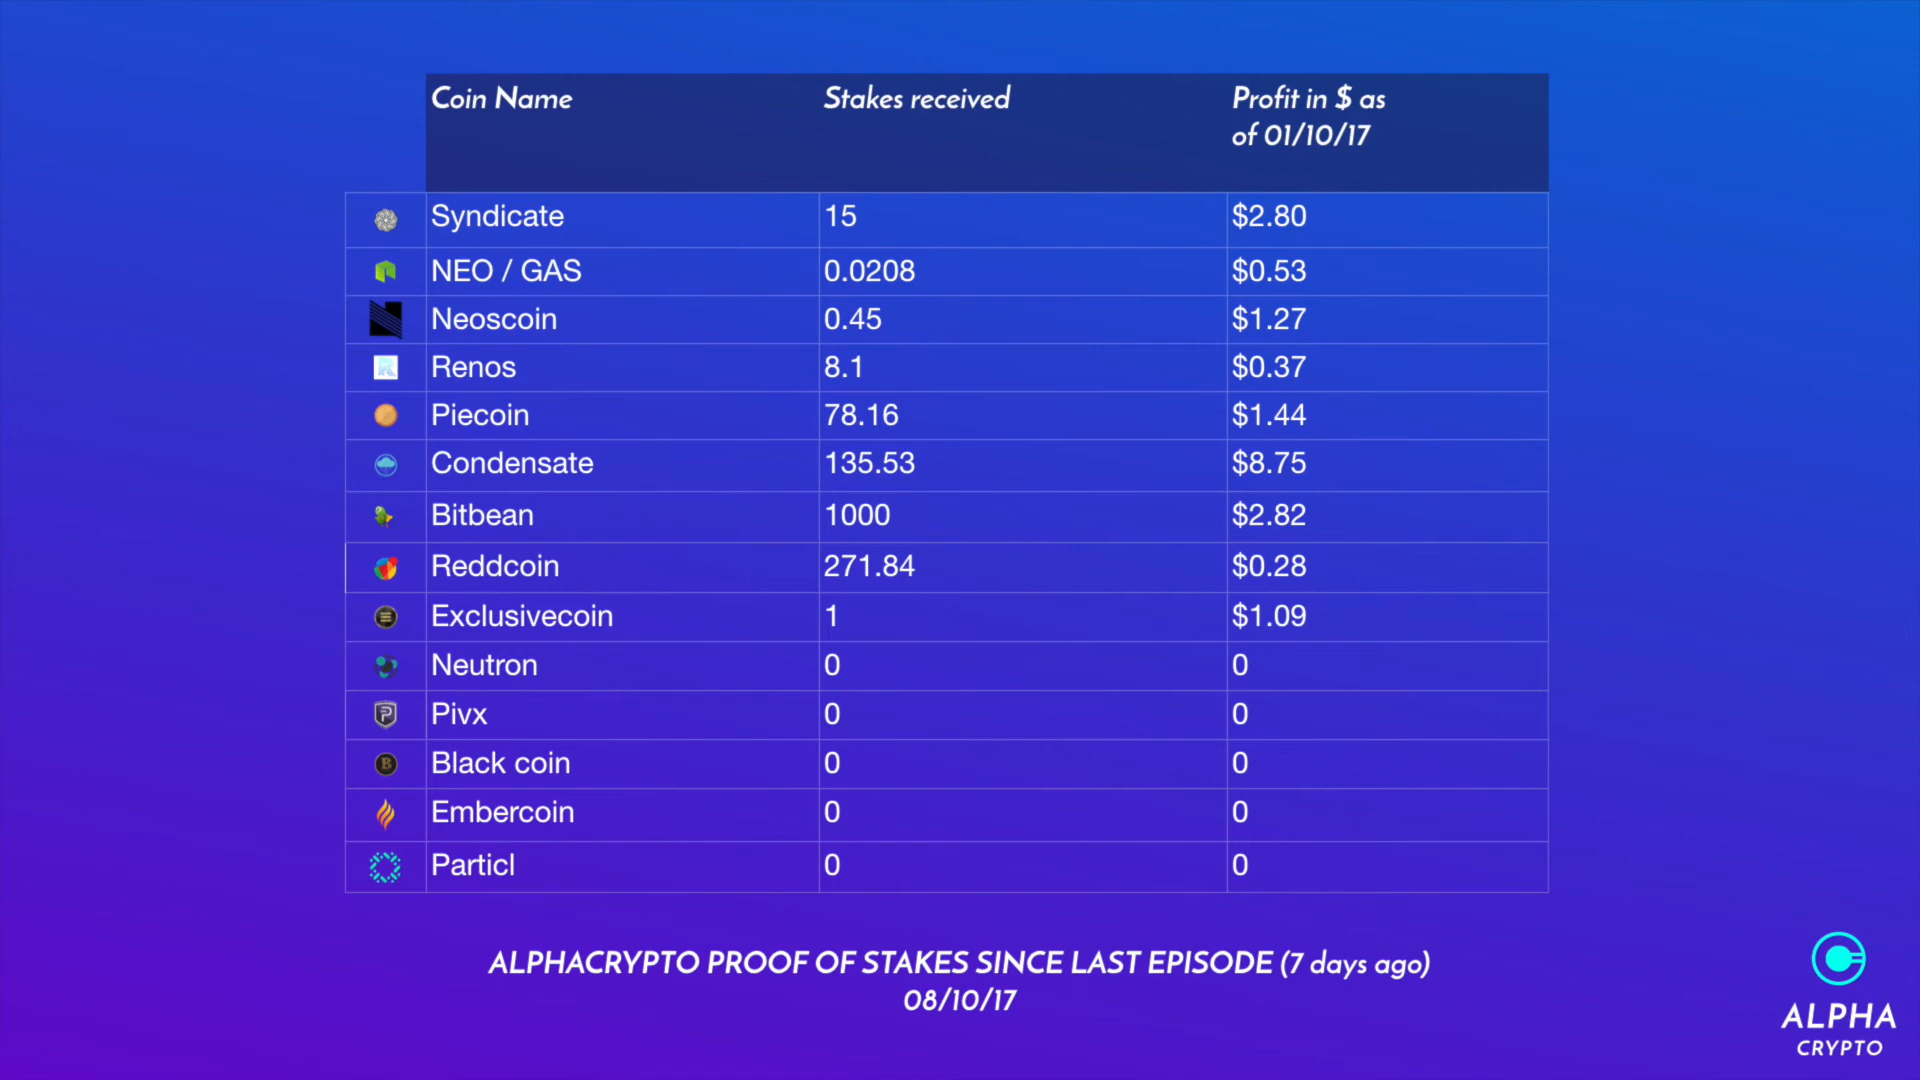 Coin Name Stakes received Profit in $ as
of 01/10/17
Syndicate 15 $2.80
NEO / GAS 0.0208 $0.53
Neoscoin 0.45 $1.27
Renos 8.1 $0.37
Piecoin 78.16 $1.44
Condensate 135.53 $8.75
Bitbean 1000 $2.82
Reddcoin 271.84 $0.28
Exclusivecoin 1 $1.09
Neutron 0 0
Pivx 0 0
Black coin 0 0
Embercoin 0 0
Particl 0 0
ALPHACRYPTO PROOF OF STAKES SINCE LAST EPISODE (7 days ago)
08/10/17
ALPHA
CRYPTO